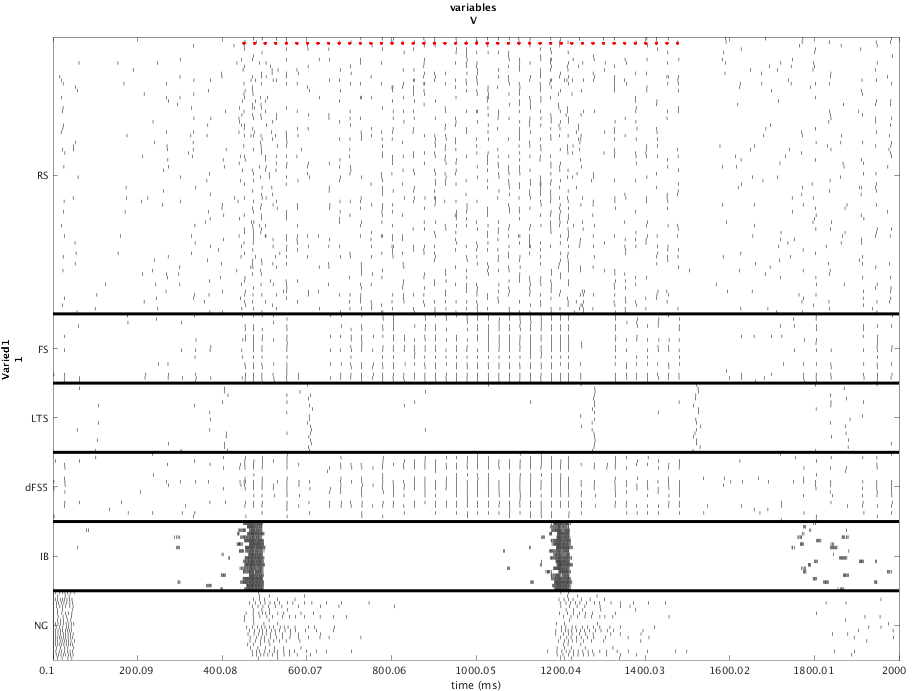 variables
V
RS
FS
LTS
dFS5
IB
NG
Varied1
1
0.1 200.09 400.08 600.07 800.06 1000.05 1200.04 1400.03 1600.02 1800.01 2000
time (ms)